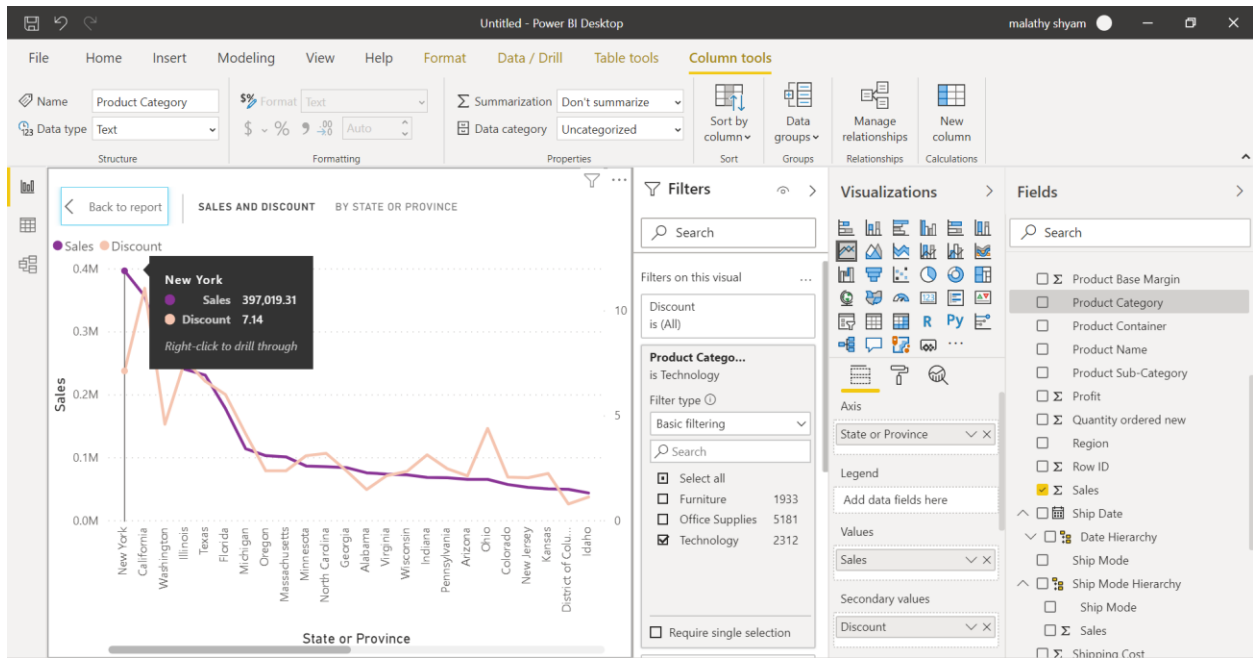 Untitled - Power BI Desktop
malathy shyam
File Home Insert Modeling View Help Format Data / Drill Table tools Column tools
Name Product Category
Data type Text
Structure
$% Format Text
$ % 9 .00 Auto
Formatting
Σ Summarization Don't summarize
Data category Uncategorized
Properties
Sort by
column
Sort
Data
groups
Groups
Manage
relationships
Relationships
New
column
Calculations
Back to report
SALES AND DISCOUNT BY STATE OR PROVINCE
Sales Discount
0.4M
0.3M
0.2M
0.1M
0.0M
Sales
10
5
0
New York
Sales 397,019.31
Discount 7.14
Right-click to drill through
New York
California
Washington
Illinois
Texas
Florida
Michigan
Oregon
Massachusetts
Minnesota
North Carolina
Georgia
Alabama
Virginia
Wisconsin
Indiana
Pennsylvania
Arizona
Ohio
Colorado
New Jersey
Kansas
District of Colu...
Idaho
State or Province
Filters
Search
Filters on this visual ...
Discount
is (All)
Product Catego...
is Technology
Filter type
Basic filtering
Search
Select all
Furniture 1933
Office Supplies 5181
Technology 2312
Require single selection
Visualizations
R Py
...
Axis
State or Province
Legend
Add data fields here
Values
Sales
Secondary values
Discount
Fields
Search
Σ Product Base Margin
Product Category
Product Container
Product Name
Product Sub-Category
Σ Profit
Σ Quantity ordered new
Region
Σ Row ID
Σ Sales
Ship Date
Date Hierarchy
Ship Mode
Ship Mode Hierarchy
Ship Mode
Σ Sales
Σ Shipping Cost